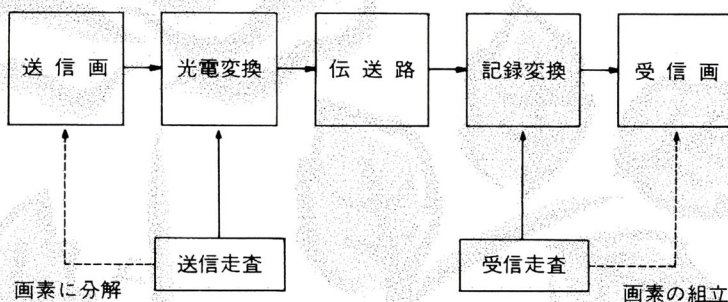 送信画
光電変換
伝送路
記録変換
受信画
送信走査
受信走査
画素に分解
画素の組立